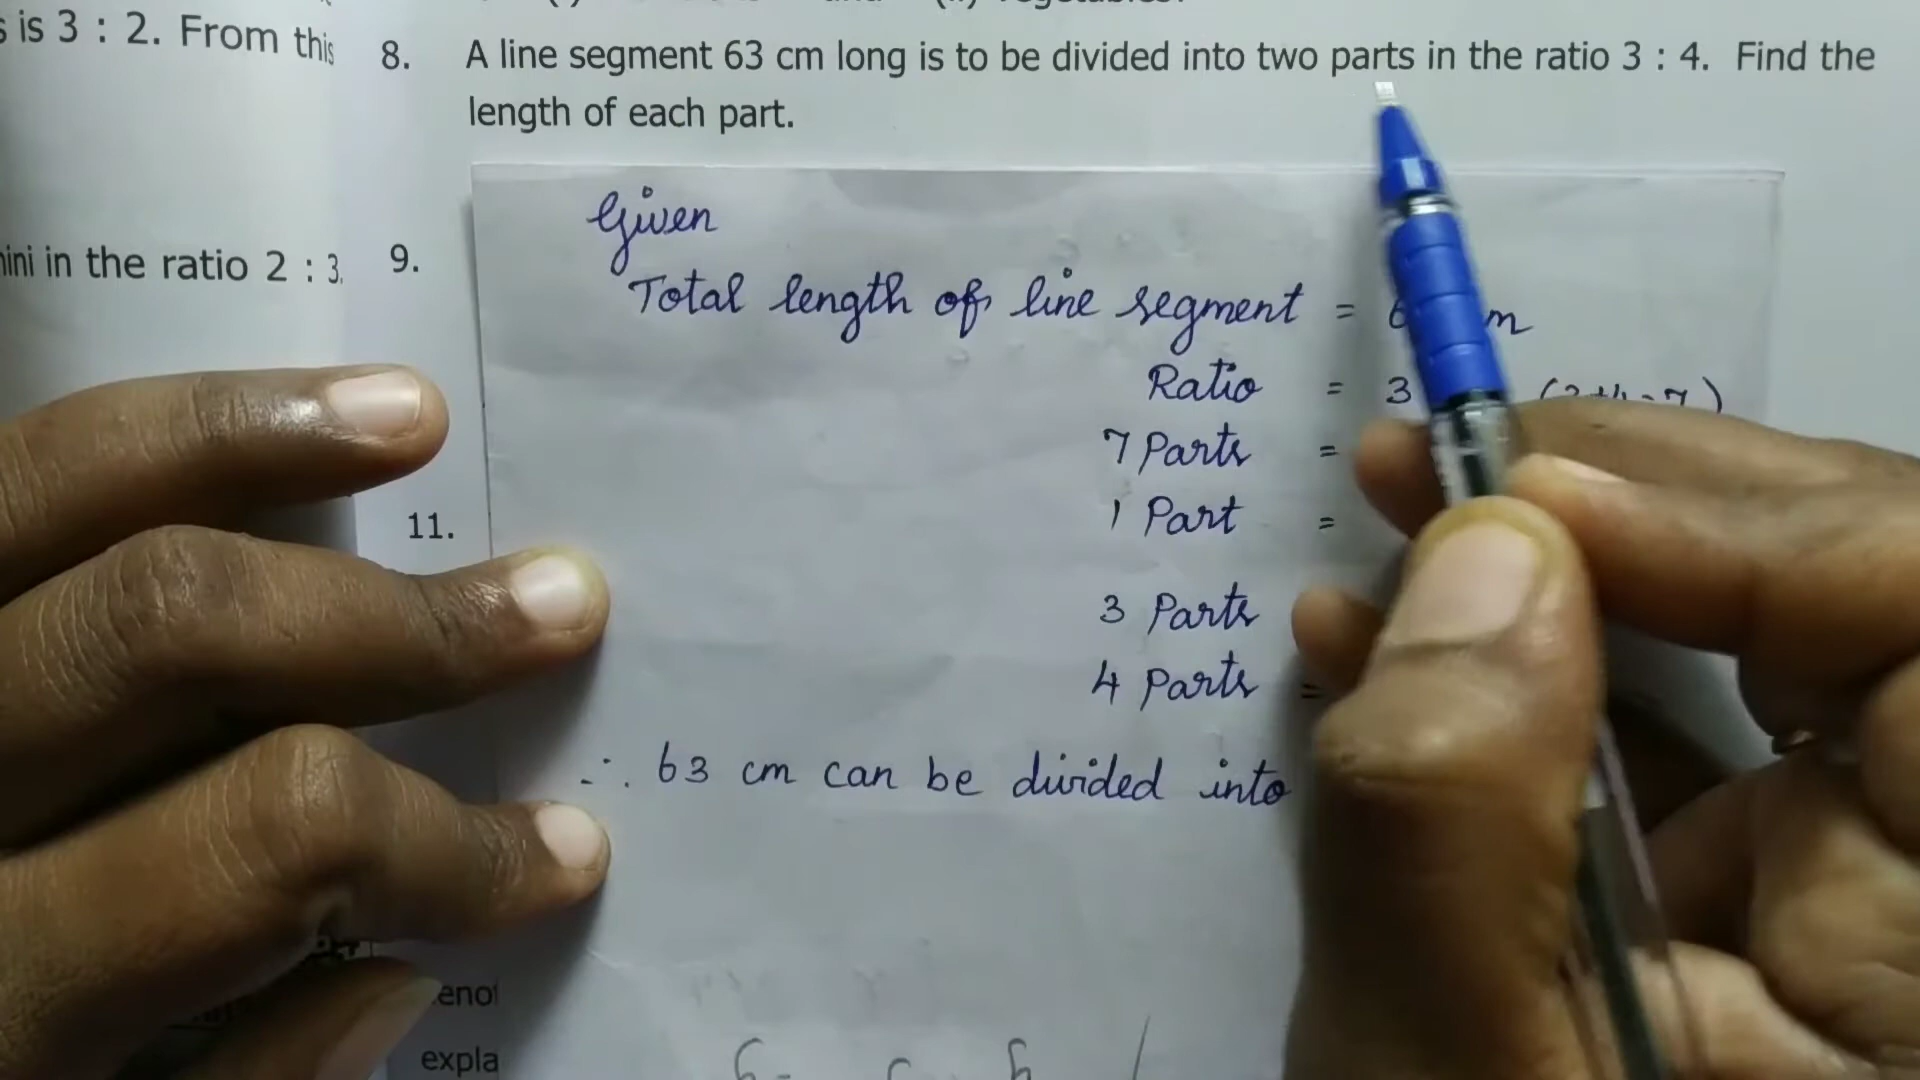 s is 3 : 2. From this
8. A line segment 63 cm long is to be divided into two parts in the ratio 3 : 4. Find the
length of each part.
ini in the ratio 2 : 3.
9.
11.
Given
Total length of line segment = 6 m
Ratio = 3
7 Parts =
1 Part =
3 Parts
4 Parts =
∴ 63 cm can be divided into
expla